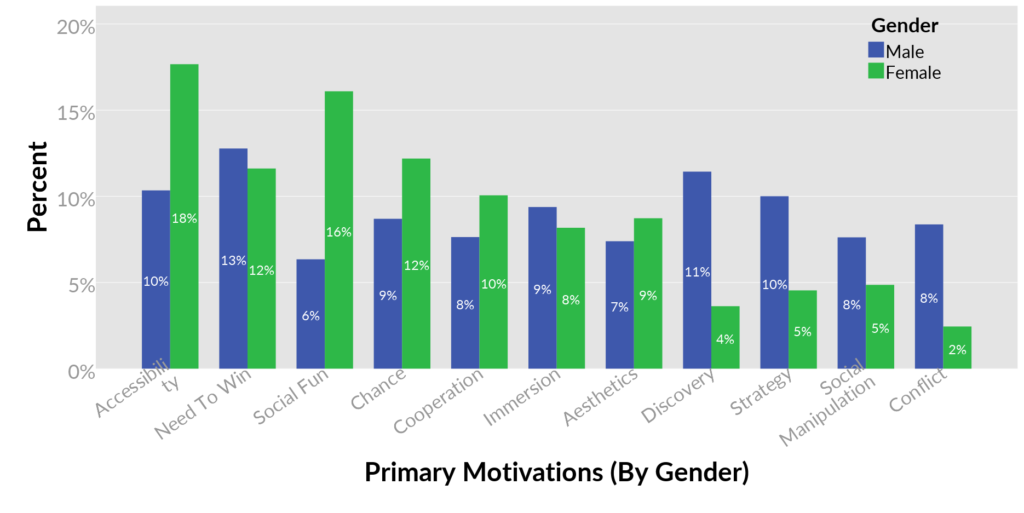 20%
15%
10%
5%
0%
Percent
Gender
Male
Female
10%
18%
13%
12%
6%
16%
9%
12%
8%
10%
9%
8%
7%
9%
11%
4%
10%
5%
8%
5%
8%
2%
Accessibili
ty
Need To Win
Social Fun
Chance
Cooperation
Immersion
Aesthetics
Discovery
Strategy
Social
Manipulation
Conflict
Primary Motivations (By Gender)